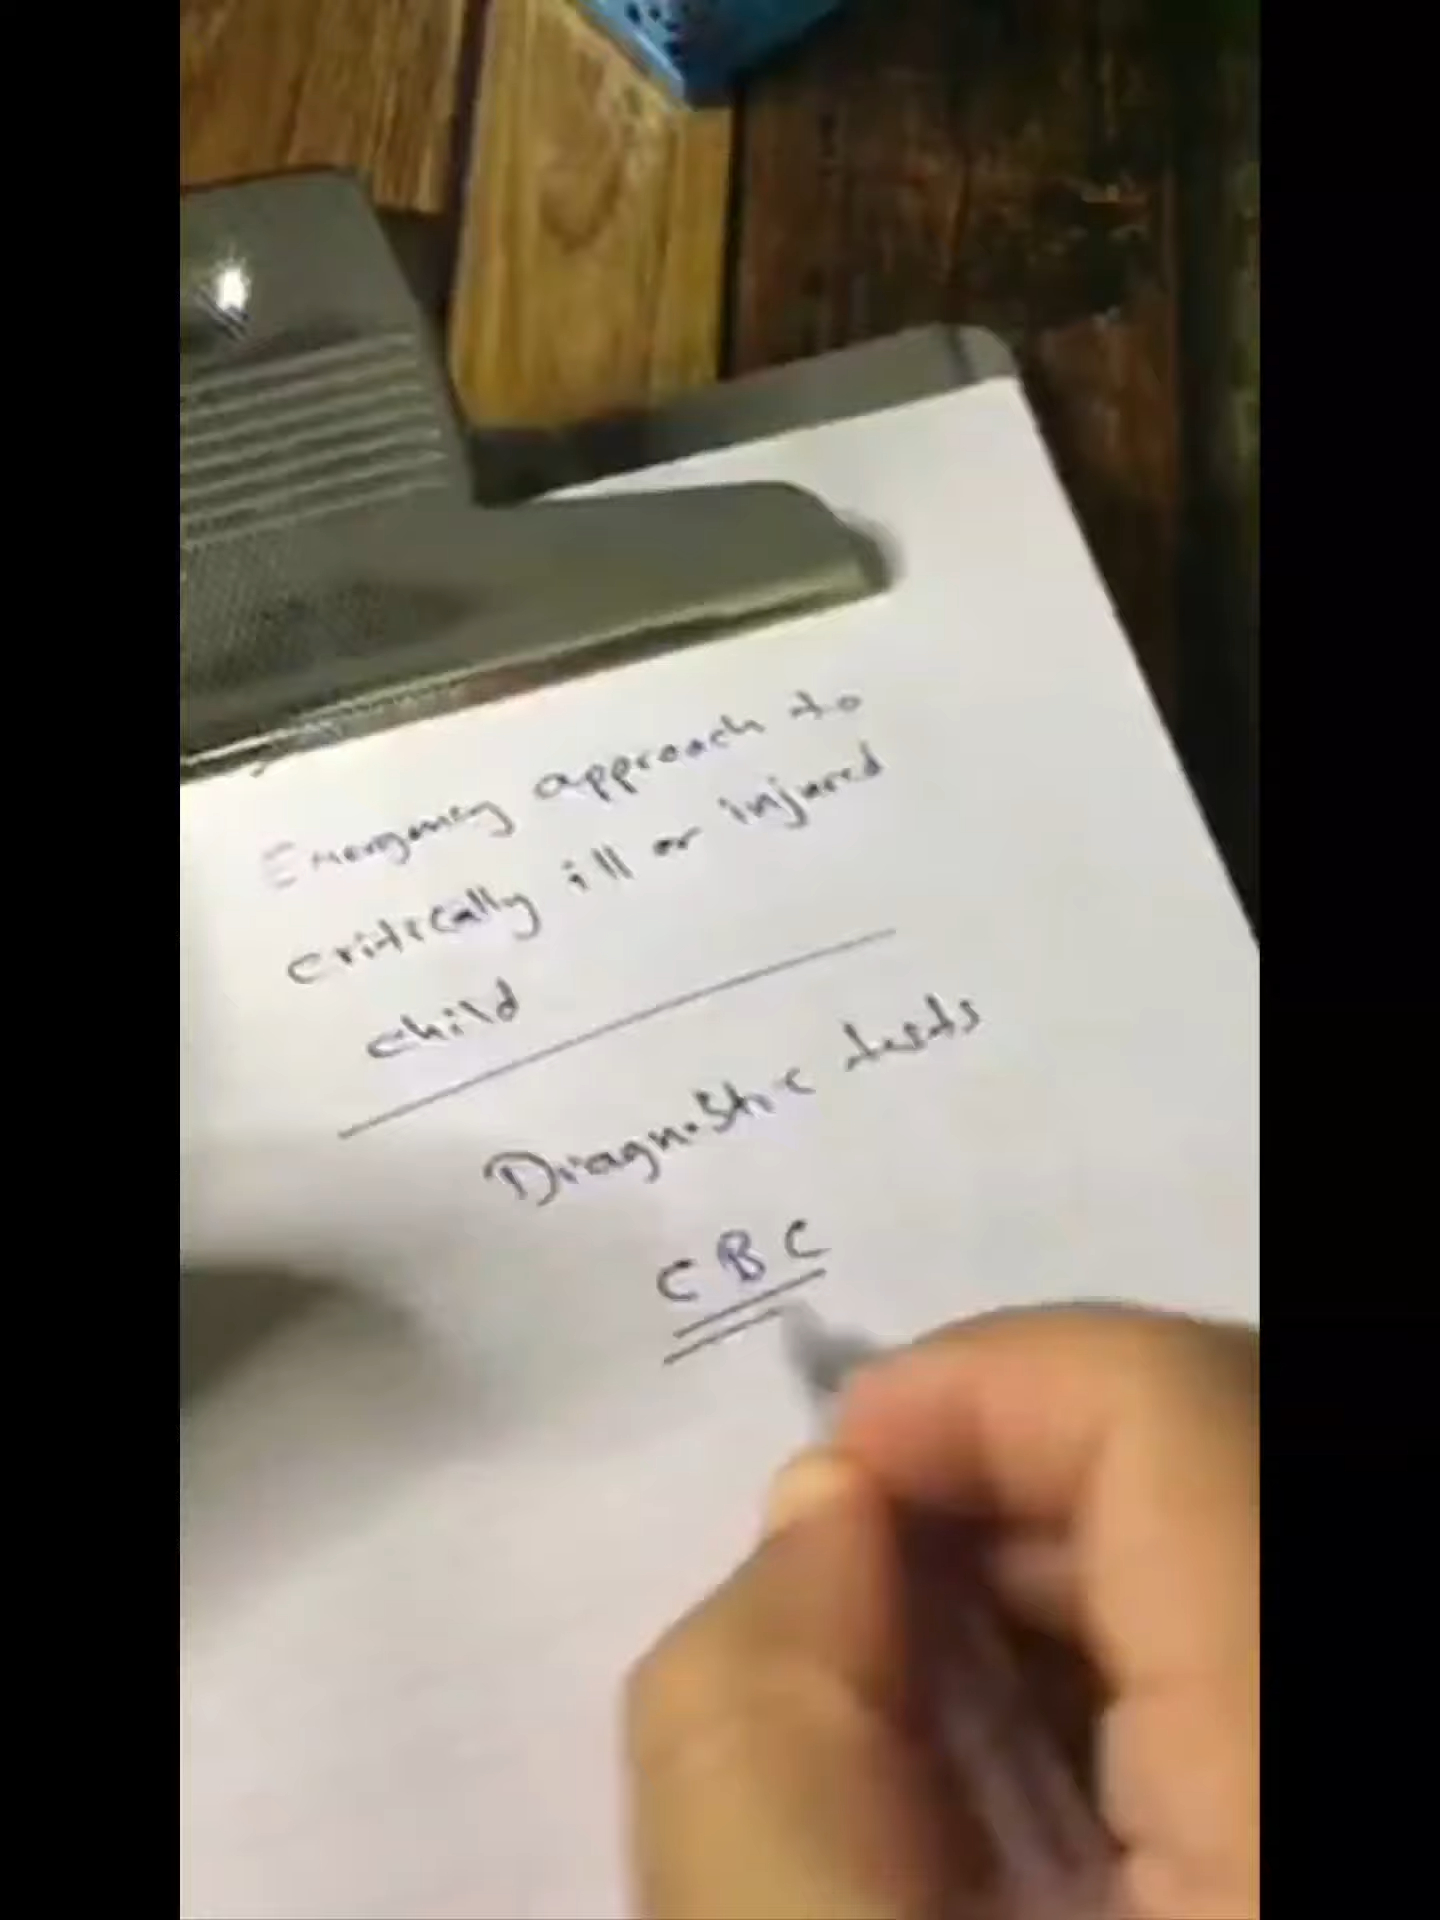 Emergency approach to
critically ill or injured
child
Diagnostic tests
CBC